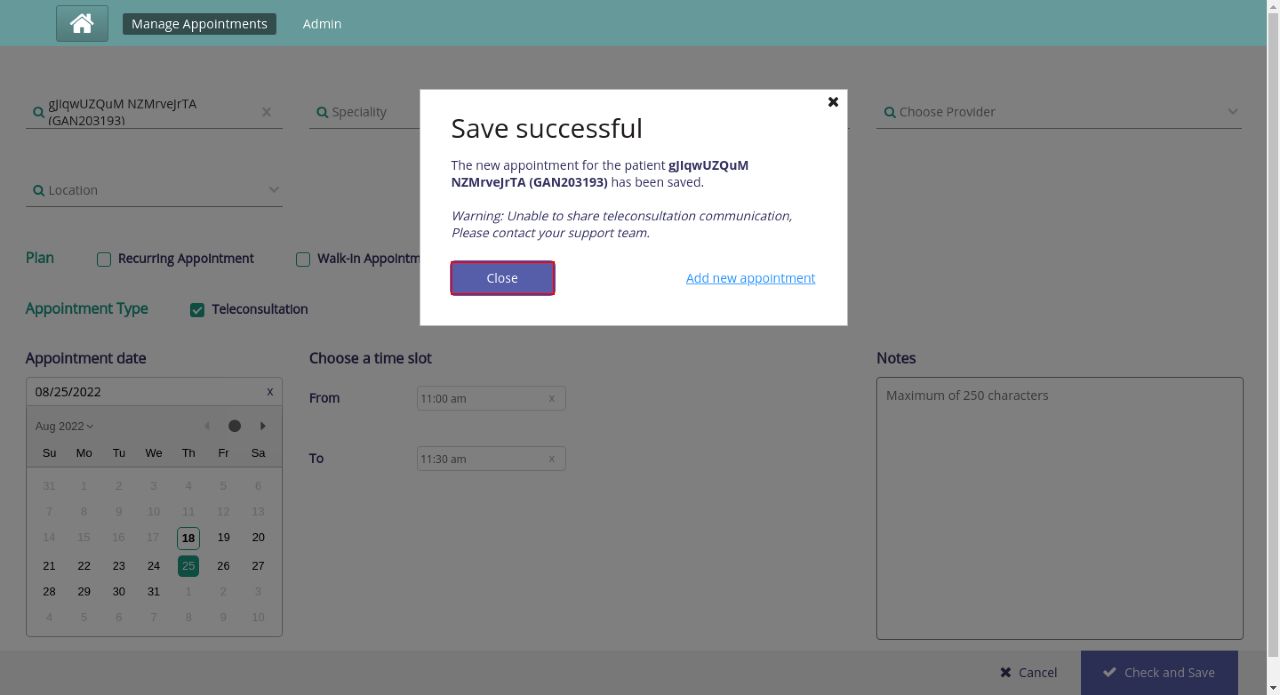 Manage Appointments
Admin
gJIqwUZQuM NZMrveJrTA
(GAN203193)
Speciality
Choose Provider
Location
Plan
Recurring Appointment
Walk-in Appointm
Appointment Type
Teleconsultation
Save successful
The new appointment for the patient gJIqwUZQuM
NZMrveJrTA (GAN203193) has been saved.
Warning: Unable to share teleconsultation communication,
Please contact your support team.
Close
Add new appointment
Appointment date
08/25/2022 x
Aug 2022
Su Mo Tu We Th Fr Sa
31 1 2 3 4 5 6
7 8 9 10 11 12 13
14 15 16 17 18 19 20
21 22 23 24 25 26 27
28 29 30 31 1 2 3
4 5 6 7 8 9 10
Choose a time slot
From 11:00 am x
To 11:30 am x
Notes
Maximum of 250 characters
Cancel
Check and Save